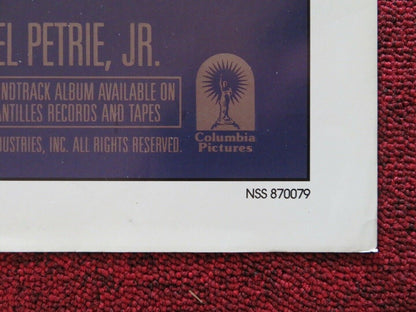 EL PETRIE, JR.
NDTRACK ALBUM AVAILABLE ON
ANTILLES RECORDS AND TAPES
DUSTRIES, INC. ALL RIGHTS RESERVED.
Columbia
Pictures
NSS 870079